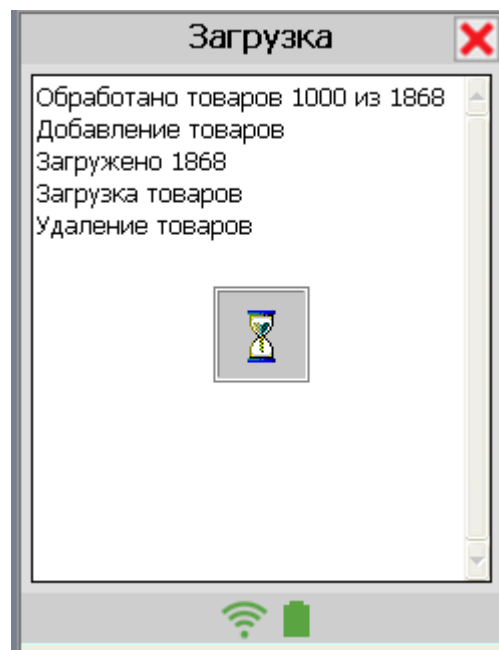 Загрузка
Обработано товаров 1000 из 1868
Добавление товаров
Загружено 1868
Загрузка товаров
Удаление товаров